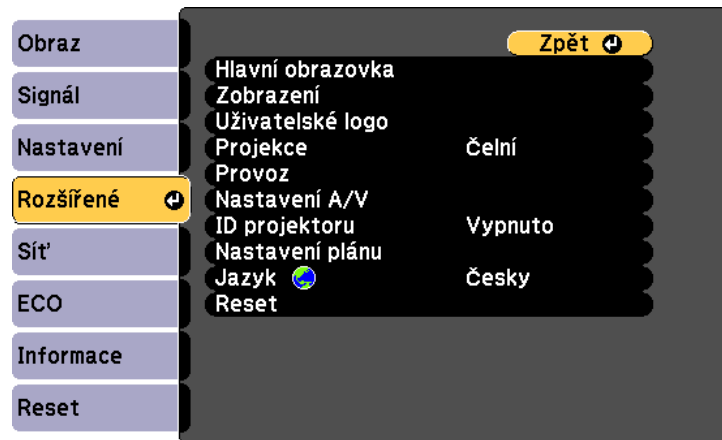 Obraz
Signál
Nastavení
Rozšířené
Síť
ECO
Informace
Reset
Zpět
Hlavní obrazovka
Zobrazení
Uživatelské logo
Projekce Čelní
Provoz
Nastavení A/V
ID projektoru Vypnuto
Nastavení plánu
Jazyk Česky
Reset